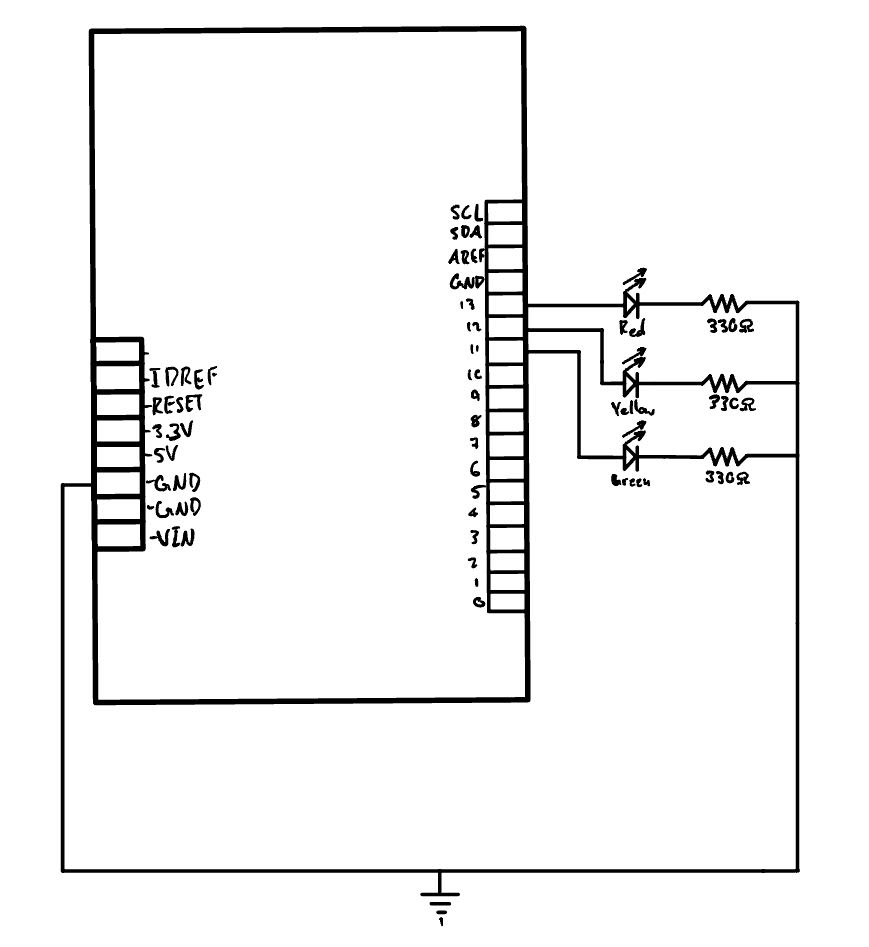 SCL
SDA
AREF
GND
13
12
11
10
9
8
7
6
5
4
3
2
1
0
IDREF
RESET
3.3V
5V
GND
GND
VIN
Red
330Ω
Yellow
330Ω
Green
330Ω